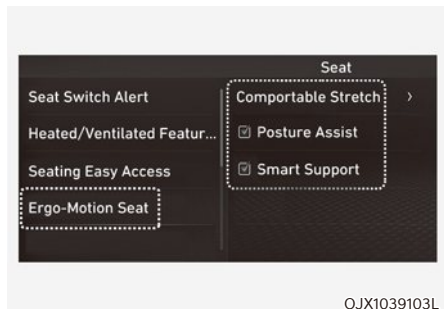 Seat
Seat Switch Alert
Heated/Ventilated Featur...
Seating Easy Access
Ergo-Motion Seat
Comportable Stretch >
Posture Assist
Smart Support
OJX1039103L